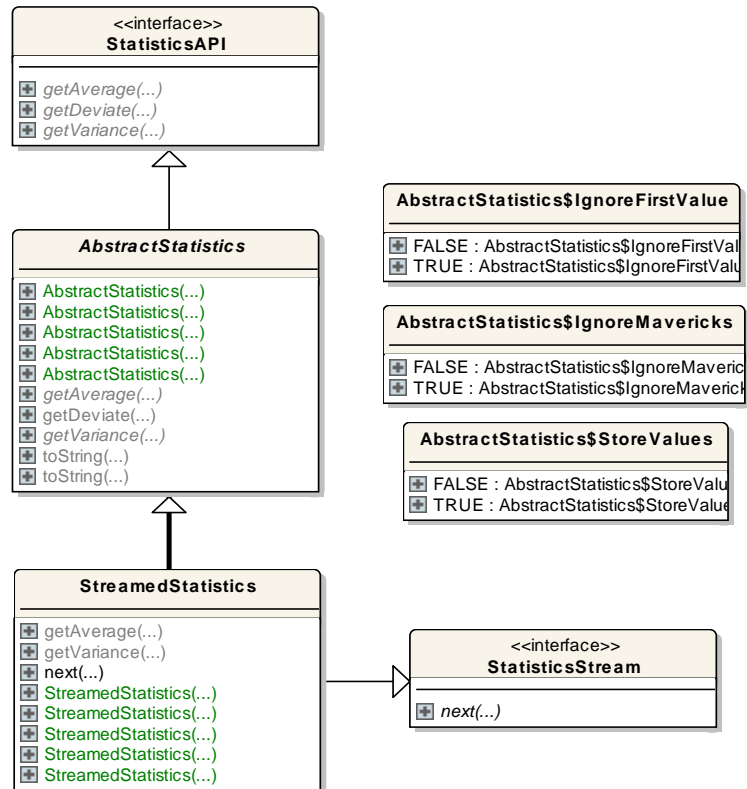 <<interface>>
StatisticsAPI
getAverage(...)
getDeviate(...)
getVariance(...)
AbstractStatistics
AbstractStatistics(...)
AbstractStatistics(...)
AbstractStatistics(...)
AbstractStatistics(...)
AbstractStatistics(...)
getAverage(...)
getDeviate(...)
getVariance(...)
toString(...)
toString(...)
AbstractStatistics$IgnoreFirstValue
FALSE : AbstractStatistics$IgnoreFirstVal
TRUE : AbstractStatistics$IgnoreFirstValu
AbstractStatistics$IgnoreMavericks
FALSE : AbstractStatistics$IgnoreMaveric
TRUE : AbstractStatistics$IgnoreMaverick
AbstractStatistics$StoreValues
FALSE : AbstractStatistics$StoreValu
TRUE : AbstractStatistics$StoreValue
StreamedStatistics
getAverage(...)
getVariance(...)
next(...)
StreamedStatistics(...)
StreamedStatistics(...)
StreamedStatistics(...)
StreamedStatistics(...)
StreamedStatistics(...)
<<interface>>
StatisticsStream
next(...)